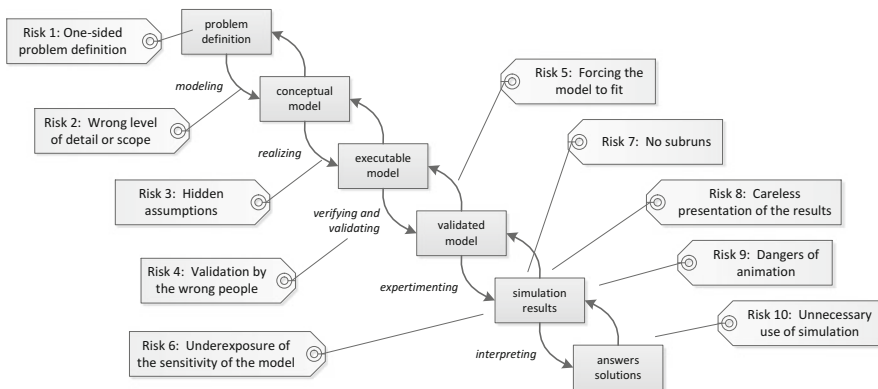 Risk 1: One-sided
problem definition
problem
definition
modeling
conceptual
model
Risk 5: Forcing the
model to fit
Risk 2: Wrong level
of detail or scope
realizing
executable
model
Risk 7: No subruns
Risk 3: Hidden
assumptions
verifying and
validating
validated
model
Risk 8: Careless
presentation of the results
Risk 4: Validation by
the wrong people
expertimenting
simulation
results
Risk 9: Dangers of
animation
Risk 6: Underexposure of
the sensitivity of the model
interpreting
answers
solutions
Risk 10: Unnecessary
use of simulation